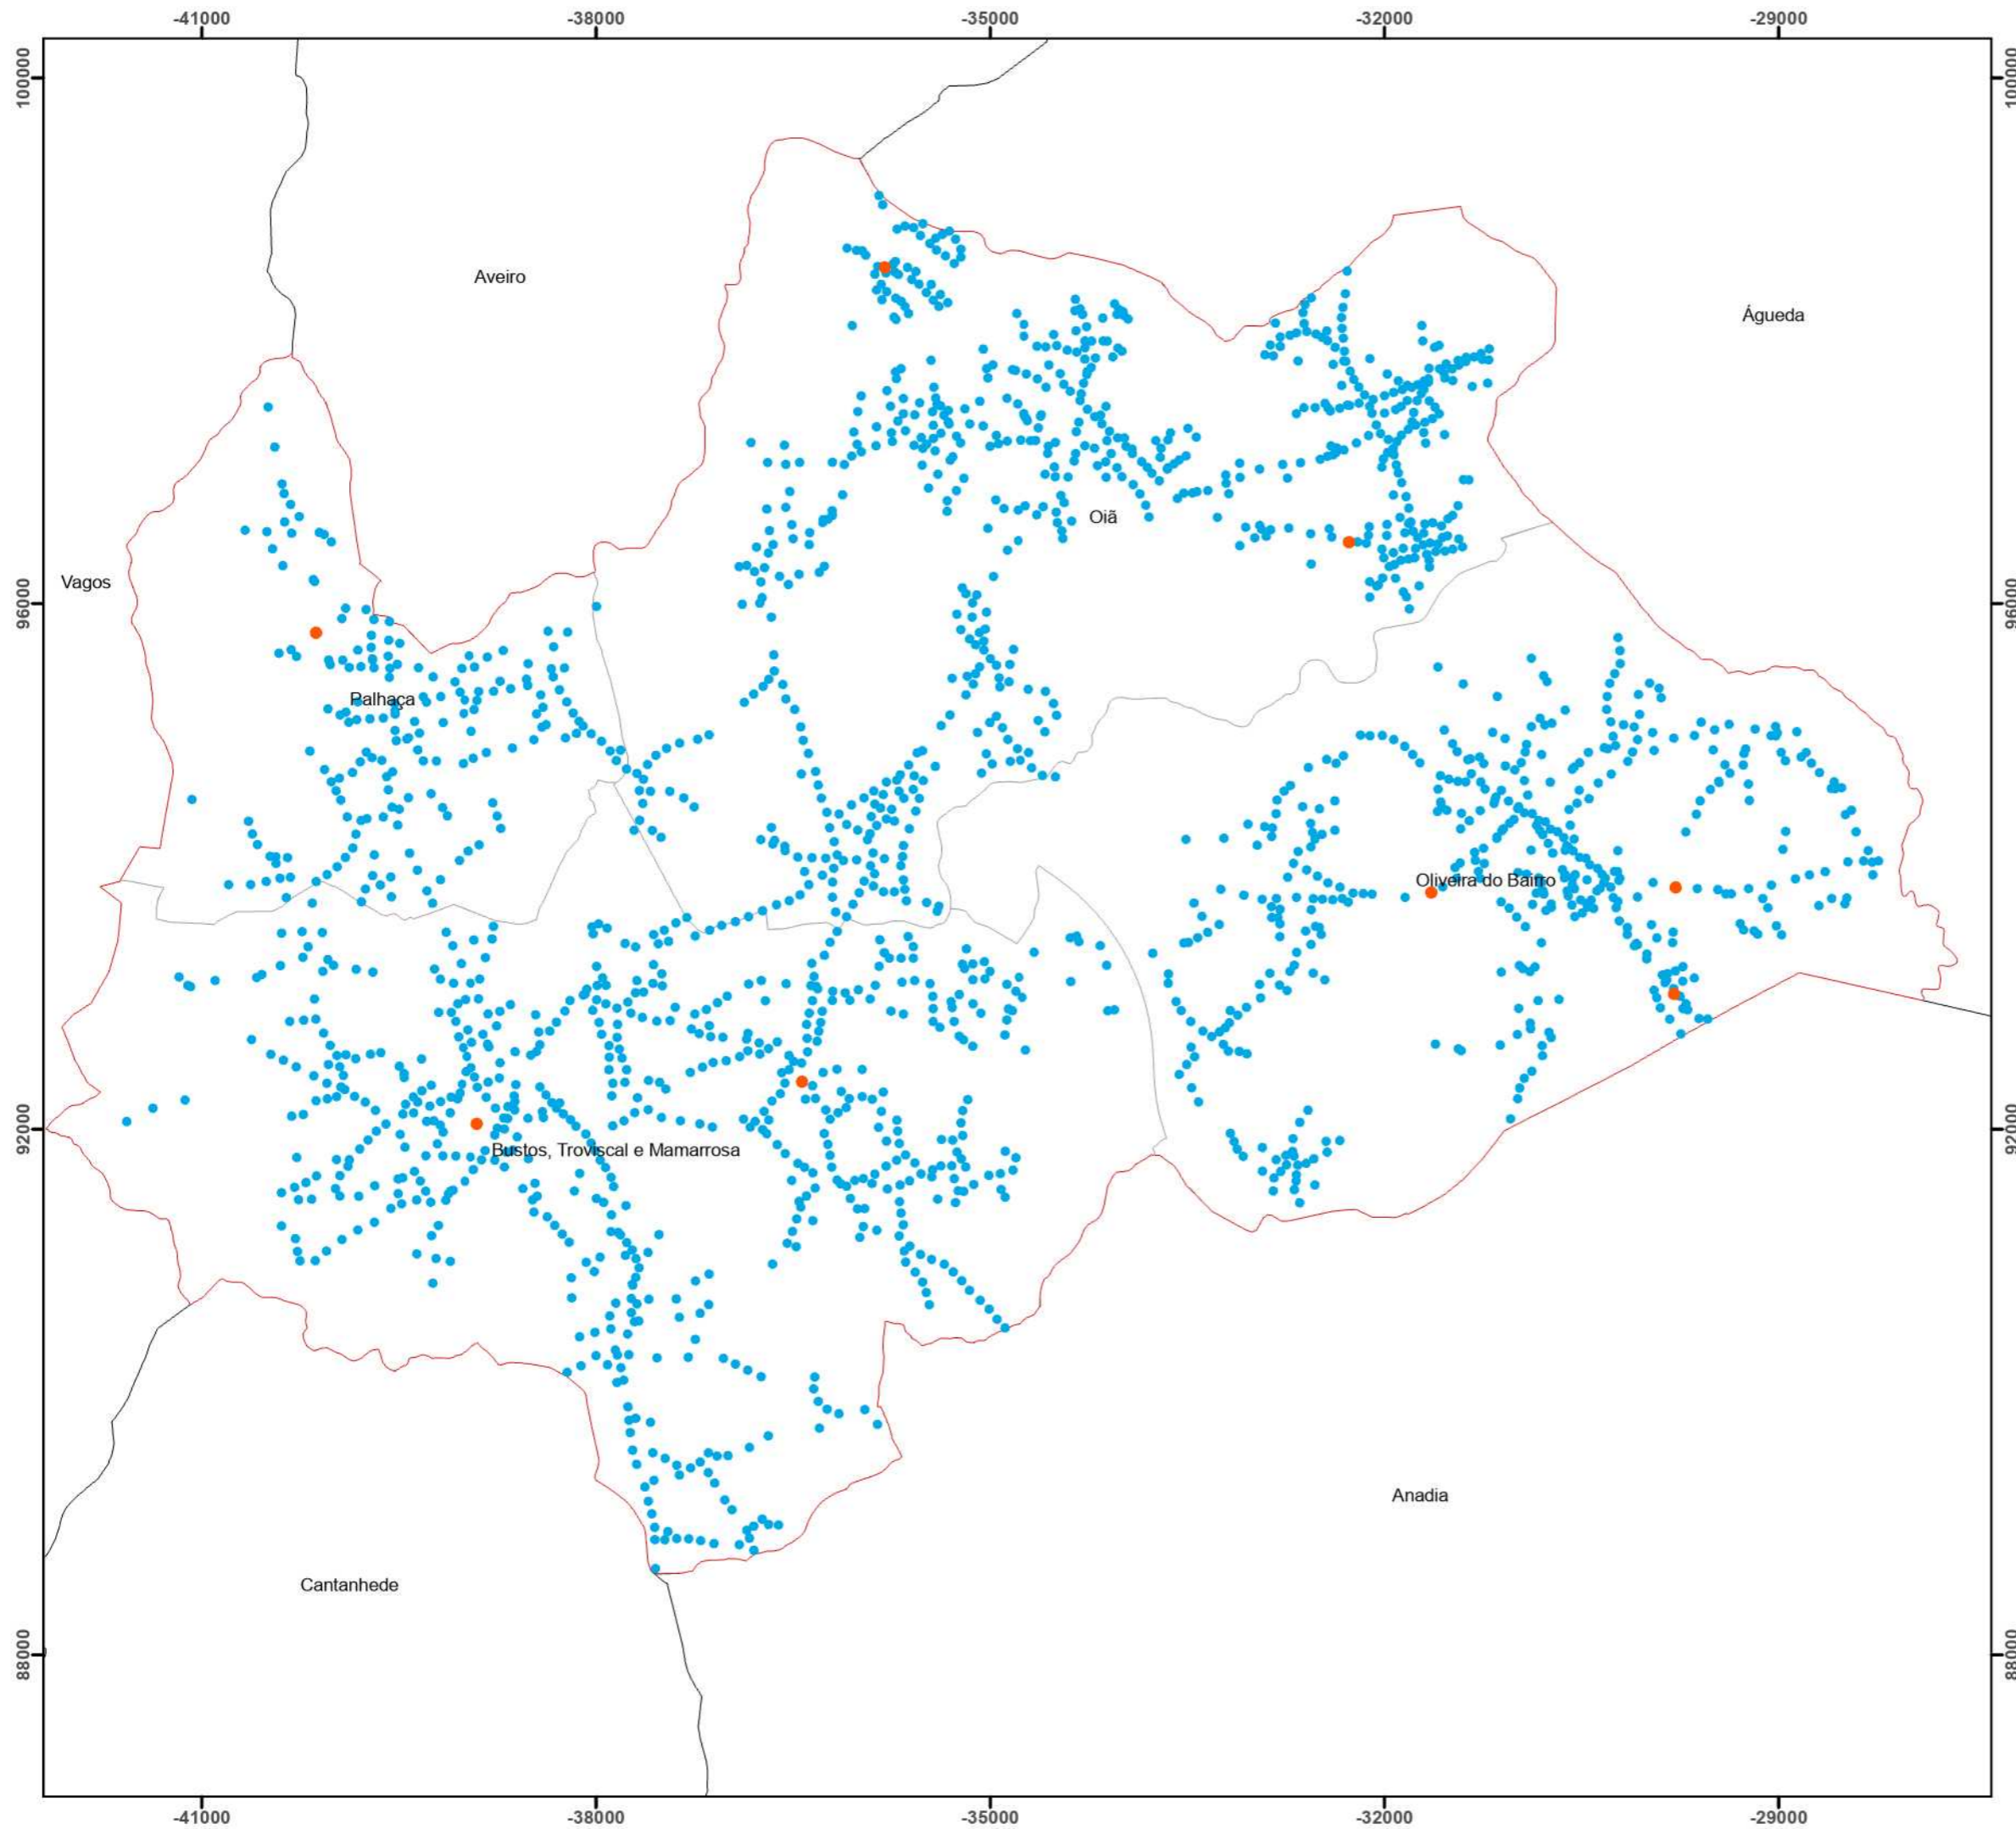 -41000 -38000 -35000 -32000 -29000
100000 100000
Aveiro
Águeda
Oiã
Vagos
96000 96000
Palhaça
Oliveira do Bairro
92000 92000
Bustos, Troviscal e Mamarrosa
Anadia
Cantanhede
88000 88000
-41000 -38000 -35000 -32000 -29000